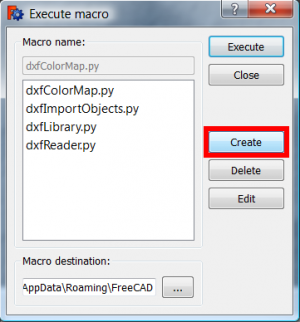 Execute macro
Macro name:
dxfColorMap.py
dxfColorMap.py
dxfImportObjects.py
dxfLibrary.py
dxfReader.py
Execute
Close
Create
Delete
Edit
Macro destination:
AppData\Roaming\FreeCAD
...